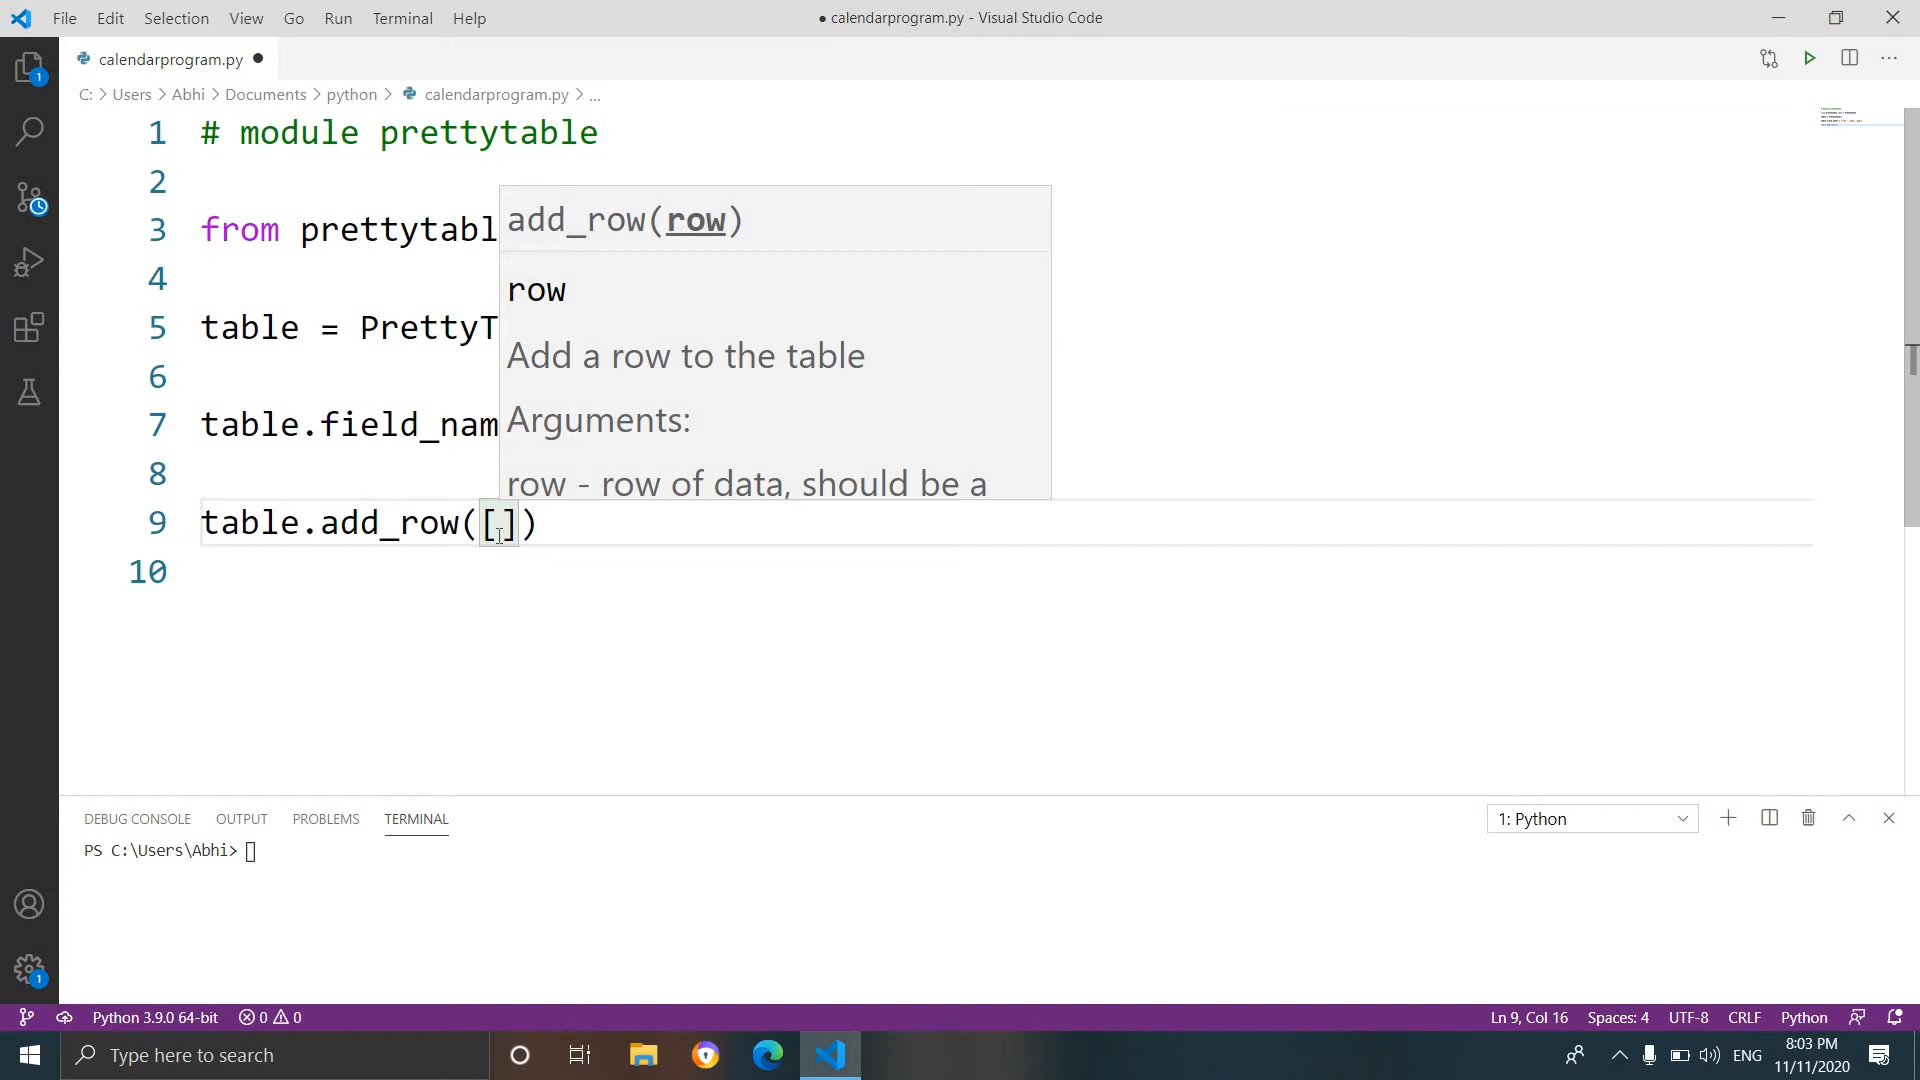 File Edit Selection View Go Run Terminal Help
● calendarprogram.py - Visual Studio Code
calendarprogram.py ●
C: > Users > Abhi > Documents > python > calendarprogram.py > ...
1 # module prettytable
2
3 from prettytabl
4
5 table = PrettyT
6
7 table.field_nam
8
9 table.add_row([])
10
add_row(row)
row
Add a row to the table
Arguments:
row - row of data, should be a
1
1
DEBUG CONSOLE OUTPUT PROBLEMS TERMINAL
1: Python
PS C:\Users\Abhi>
Python 3.9.0 64-bit 0 0
Ln 9, Col 16 Spaces: 4 UTF-8 CRLF Python
Type here to search
ENG
8:03 PM
11/11/2020